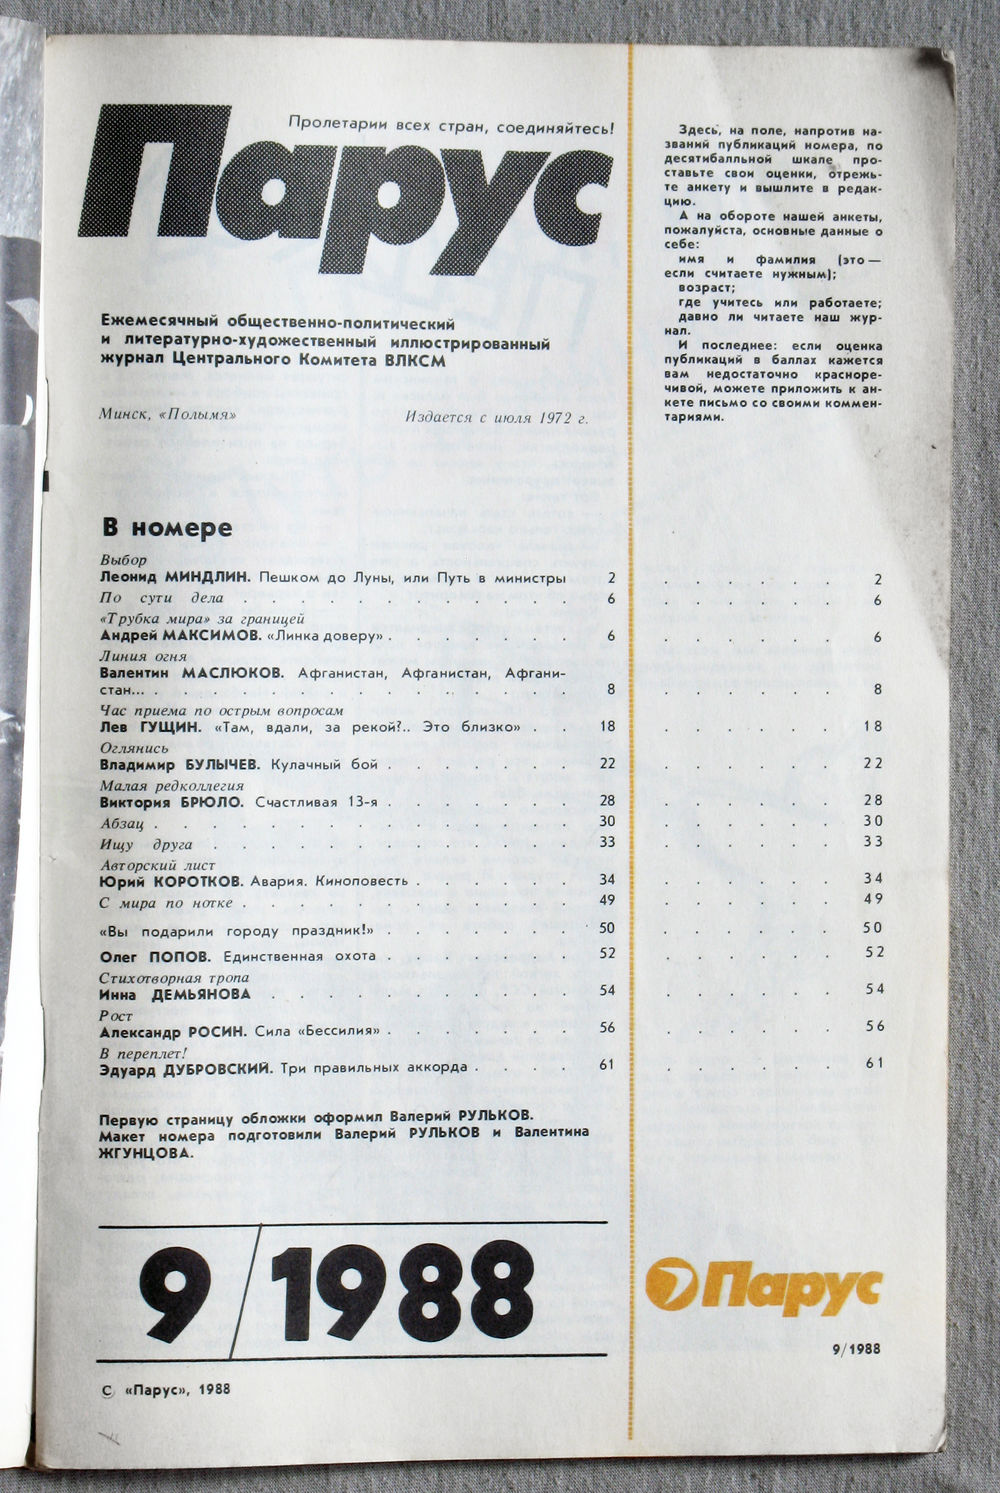 Пролетарии всех стран, соединяйтесь!
Парус
Ежемесячный общественно-политический
и литературно-художественный иллюстрированный
журнал Центрального Комитета ВЛКСМ
Минск, «Полымя» Издается с июля 1972 г.
В номере
Выбор
Леонид МИНДЛИН. Пешком до Луны, или Путь в министры 2
По сути дела . . . . . . . . . . . . 6
«Трубка мира» за границей
Андрей МАКСИМОВ. «Линка доверу» . . . . . . . 6
Линия огня
Валентин МАСЛЮКОВ. Афганистан, Афганистан, Афгани-
стан... . . . . . . . . . . . . . . . 8
Час приема по острым вопросам
Лев ГУЩИН. «Там, вдали, за рекой?.. Это близко» . . 18
Оглянись
Владимир БУЛЫЧЕВ. Кулачный бой . . . . . . . 22
Малая редколлегия
Виктория БРЮЛО. Счастливая 13-я . . . . . . . 28
Абзац . . . . . . . . . . . . . . . 30
Ищу друга . . . . . . . . . . . . . 33
Авторский лист
Юрий КОРОТКОВ. Авария. Киноповесть . . . . . . 34
С мира по нотке . . . . . . . . . . . . 49
«Вы подарили городу праздник!» . . . . . . . 50
Олег ПОПОВ. Единственная охота . . . . . . . 52
Стихотворная тропа
Инна ДЕМЬЯНОВА . . . . . . . . . . . 54
Рост
Александр РОСИН. Сила «Бессилия» . . . . . . . 56
В переплет!
Эдуард ДУБРОВСКИЙ. Три правильных аккорда . . . . 61
Первую страницу обложки оформил Валерий РУЛЬКОВ.
Макет номера подготовили Валерий РУЛЬКОВ и Валентина
ЖГУНЦОВА.
9/1988
© «Парус», 1988
Здесь, на поле, напротив на-
званий публикаций номера, по
десятибалльной шкале про-
ставьте свои оценки, отрежь-
те анкету и вышлите в редак-
цию.
А на обороте нашей анкеты,
пожалуйста, основные данные о
себе:
имя и фамилия (это —
если считаете нужным);
возраст;
где учитесь или работаете;
давно ли читаете наш жур-
нал.
И последнее: если оценка
публикаций в баллах кажется
вам недостаточно красноре-
чивой, можете приложить к ан-
кете письмо со своими коммен-
тариями.
. . . . . . 2
. . . . . . 6
. . . . . . 6
. . . . . . 8
. . . . . . 18
. . . . . . 22
. . . . . . 28
. . . . . . 30
. . . . . . 33
. . . . . . 34
. . . . . . 49
. . . . . . 50
. . . . . . 52
. . . . . . 54
. . . . . . 56
. . . . . . 61
Парус
9/1988